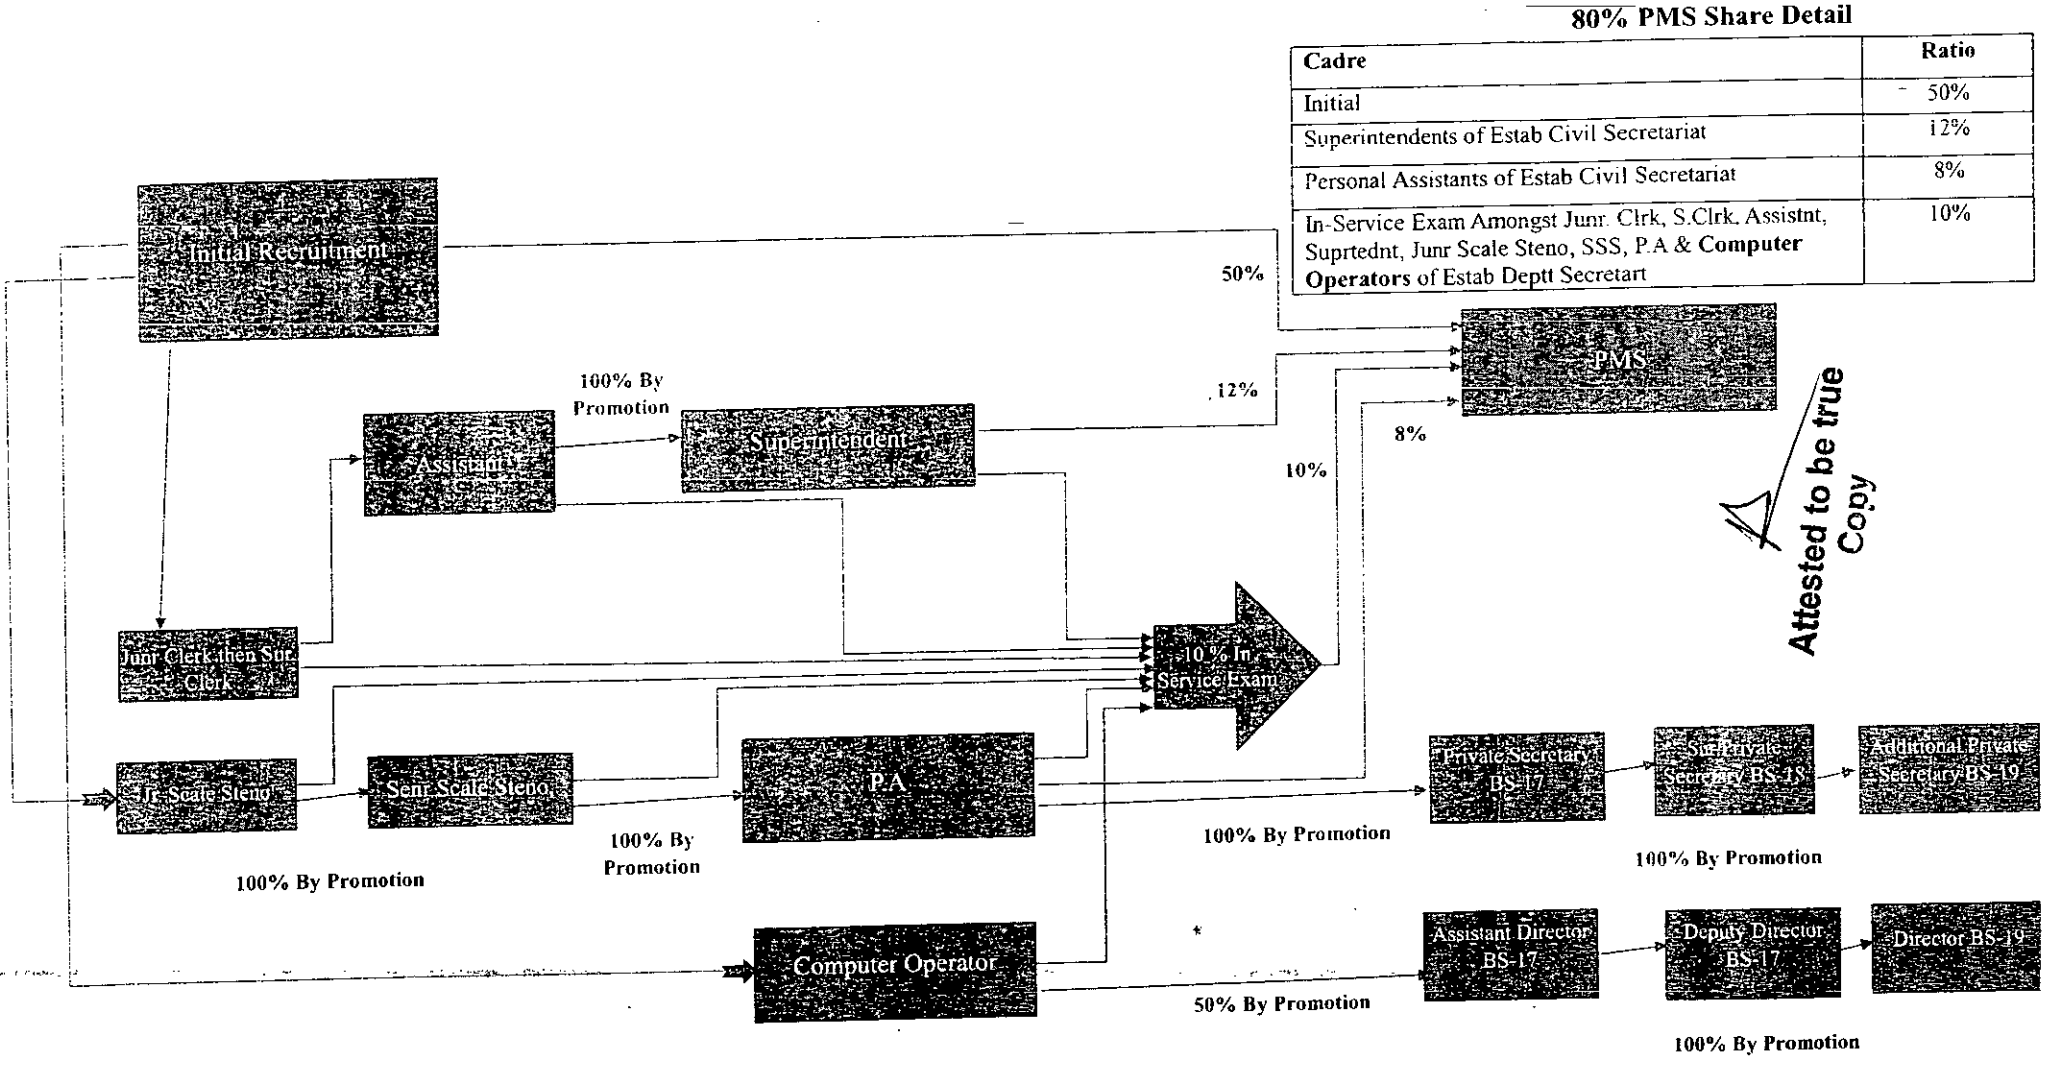 80% PMS Share Detail
Cadre Ratio
Initial 50%
Superintendents of Estab Civil Secretariat 12%
Personal Assistants of Estab Civil Secretariat 8%
In-Service Exam Amongst Junr. Clrk, S.Clrk, Assistnt, 10%
Suprtednt, Junr Scale Steno, SSS, P.A & Computer
Operators of Estab Deptt Secretart
Initial Recruitment
50%
PMS
100% By
Promotion
12%
8%
10%
Assistant
Superintendent
Attested to be true
Copy
Junr Clerk then Snr
Clerk
10 % In
Service Exam
Jr Scale Steno
Senr Scale Steno
P.A
Private Secretary
BS-17
Snr Private
Secretary BS-18
Additional Private
Secretary BS-19
100% By Promotion
100% By
Promotion
100% By Promotion
100% By Promotion
Computer Operator
Assistant Director
BS-17
Deputy Director
BS-17
Director BS-19
50% By Promotion
100% By Promotion